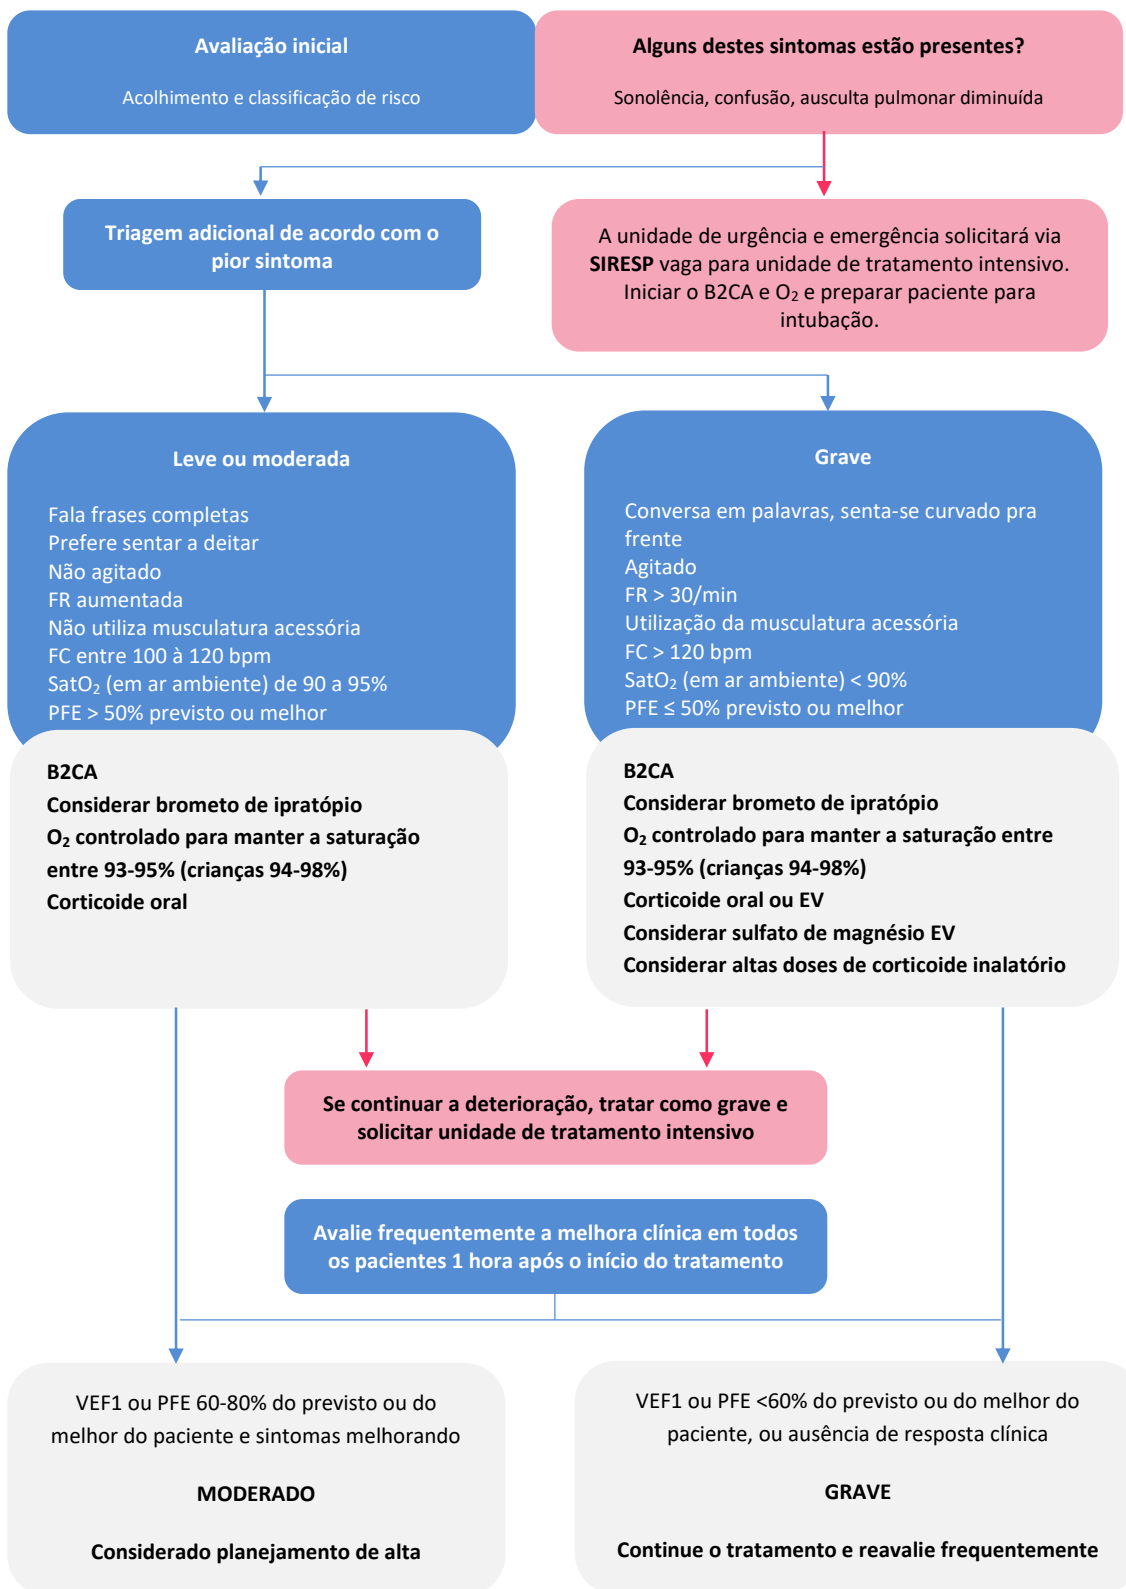 Avaliação inicial
Acolhimento e classificação de risco
Alguns destes sintomas estão presentes?
Sonolência, confusão, ausculta pulmonar diminuída
Triagem adicional de acordo com o
pior sintoma
A unidade de urgência e emergência solicitará via
SIRESP vaga para unidade de tratamento intensivo.
Iniciar o B2CA e O₂ e preparar paciente para
intubação.
Leve ou moderada
Fala frases completas
Prefere sentar a deitar
Não agitado
FR aumentada
Não utiliza musculatura acessória
FC entre 100 à 120 bpm
SatO₂ (em ar ambiente) de 90 a 95%
PFE > 50% previsto ou melhor
B2CA
Considerar brometo de ipratópio
O₂ controlado para manter a saturação
entre 93-95% (crianças 94-98%)
Corticoide oral
Grave
Conversa em palavras, senta-se curvado pra
frente
Agitado
FR > 30/min
Utilização da musculatura acessória
FC > 120 bpm
SatO₂ (em ar ambiente) < 90%
PFE ≤ 50% previsto ou melhor
B2CA
Considerar brometo de ipratópio
O₂ controlado para manter a saturação entre
93-95% (crianças 94-98%)
Corticoide oral ou EV
Considerar sulfato de magnésio EV
Considerar altas doses de corticoide inalatório
Se continuar a deterioração, tratar como grave e
solicitar unidade de tratamento intensivo
Avalie frequentemente a melhora clínica em todos
os pacientes 1 hora após o início do tratamento
VEF1 ou PFE 60-80% do previsto ou do
melhor do paciente e sintomas melhorando
MODERADO
Considerado planejamento de alta
VEF1 ou PFE <60% do previsto ou do melhor do
paciente, ou ausência de resposta clínica
GRAVE
Continue o tratamento e reavalie frequentemente